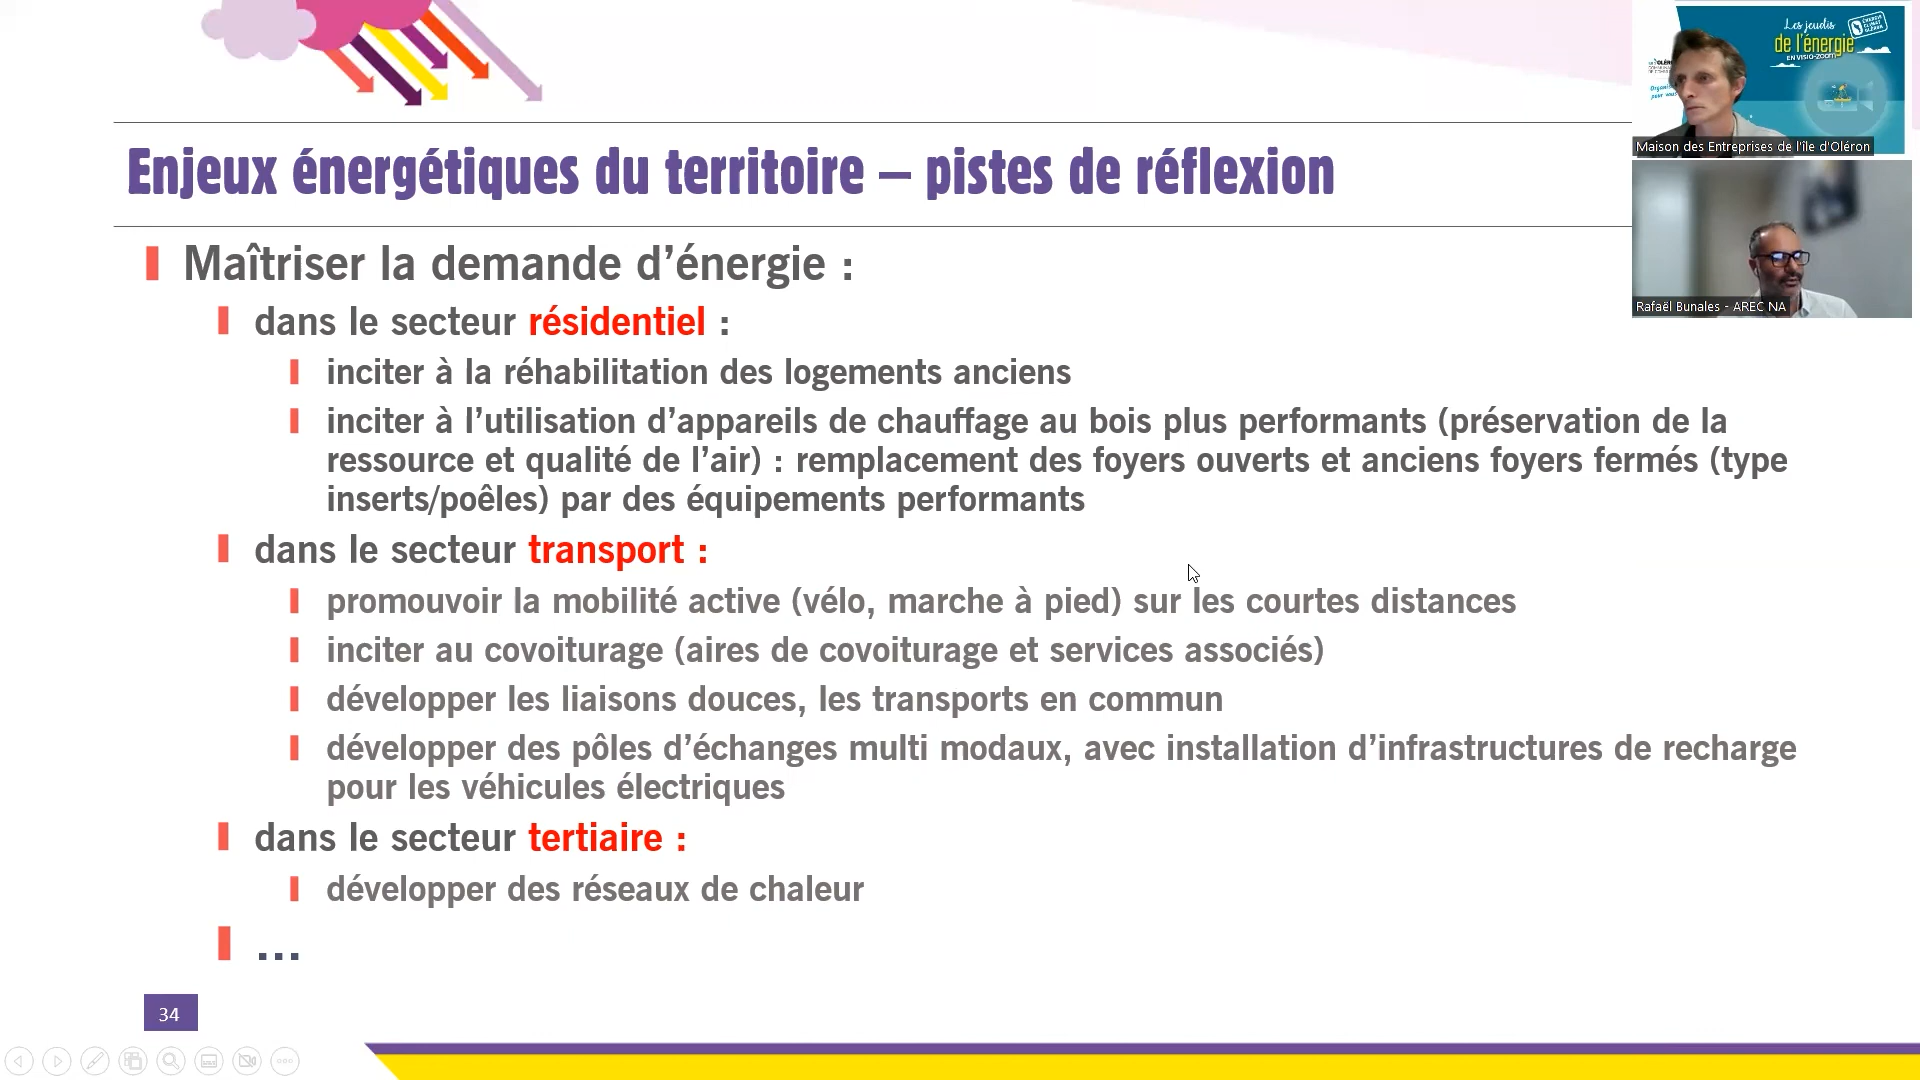 Enjeux énergétiques du territoire – pistes de réflexion
Maîtriser la demande d’énergie :
dans le secteur résidentiel :
inciter à la réhabilitation des logements anciens
inciter à l’utilisation d’appareils de chauffage au bois plus performants (préservation de la
ressource et qualité de l’air) : remplacement des foyers ouverts et anciens foyers fermés (type
inserts/poêles) par des équipements performants
dans le secteur transport :
promouvoir la mobilité active (vélo, marche à pied) sur les courtes distances
inciter au covoiturage (aires de covoiturage et services associés)
développer les liaisons douces, les transports en commun
développer des pôles d’échanges multi modaux, avec installation d’infrastructures de recharge
pour les véhicules électriques
dans le secteur tertiaire :
développer des réseaux de chaleur
...
34
Les jeudis
de l'énergie
EN VISIO-ZOOM
ÉNERGIE
CLIMAT
OLÉRON
Maison des Entreprises de l'île d'Oléron
Rafaël Bunales - AREC NA